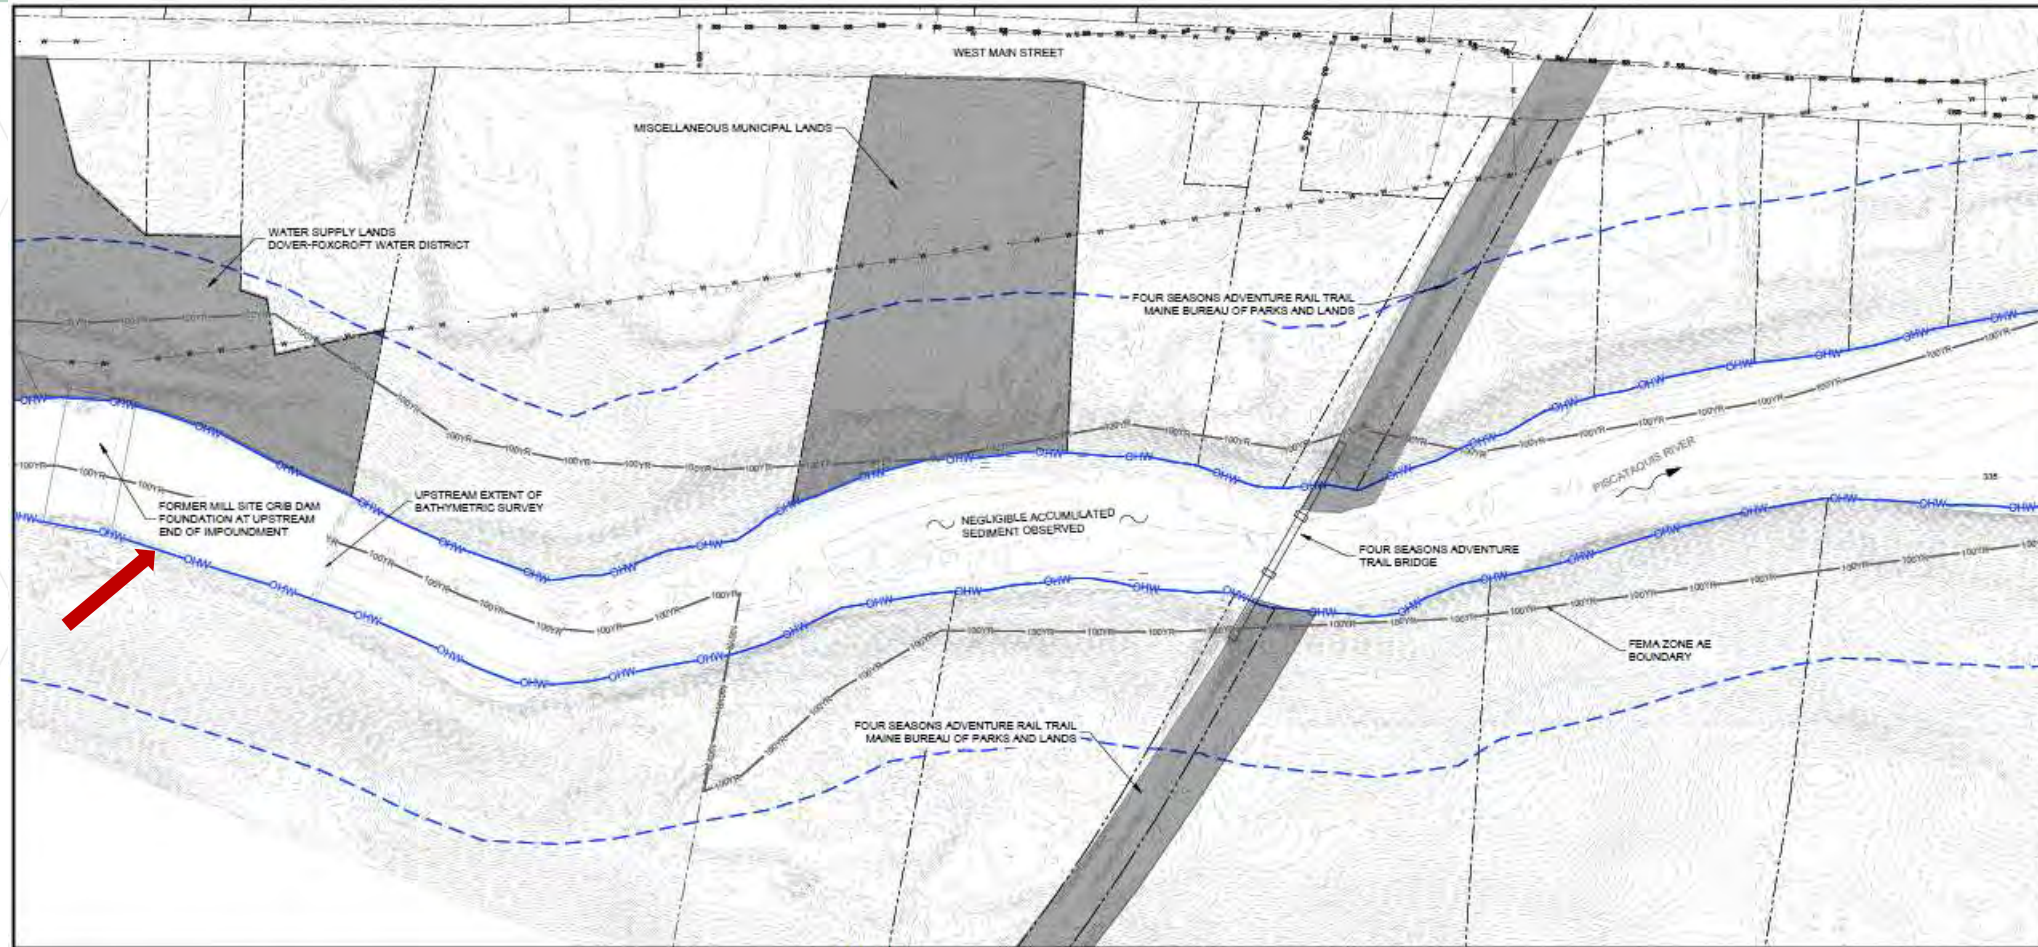 WEST MAIN STREET
MISCELLANEOUS MUNICIPAL LANDS
WATER SUPPLY LANDS
DOVER-FOXCROFT WATER DISTRICT
FOUR SEASONS ADVENTURE RAIL TRAIL
MAINE BUREAU OF PARKS AND LANDS
PISCATAQUIS RIVER
335
UPSTREAM EXTENT OF
BATHYMETRIC SURVEY
FORMER MILL SITE CRIB DAM
FOUNDATION AT UPSTREAM
END OF IMPOUNDMENT
NEGLIGIBLE ACCUMULATED
SEDIMENT OBSERVED
FOUR SEASONS ADVENTURE
TRAIL BRIDGE
FEMA ZONE AE
BOUNDARY
FOUR SEASONS ADVENTURE RAIL TRAIL
MAINE BUREAU OF PARKS AND LANDS
OHW
100YR
W